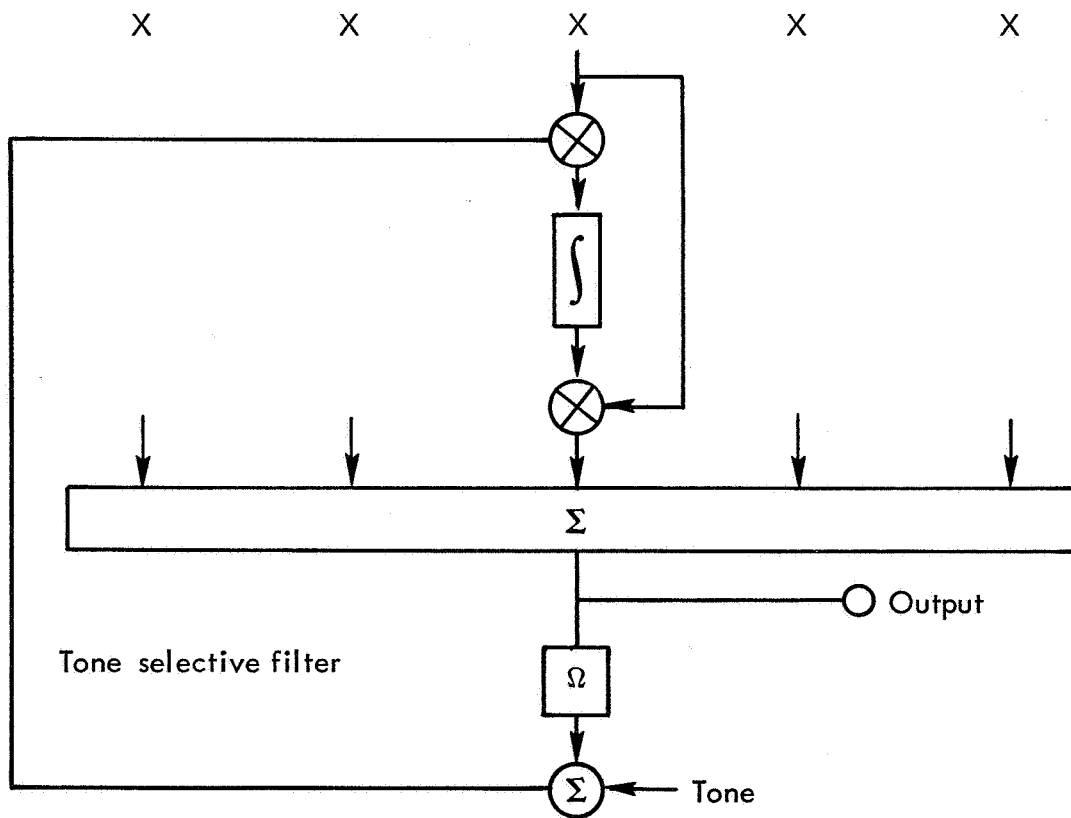 X X X X X
∫
Σ
Output
Tone selective filter
Ω
Σ
Tone